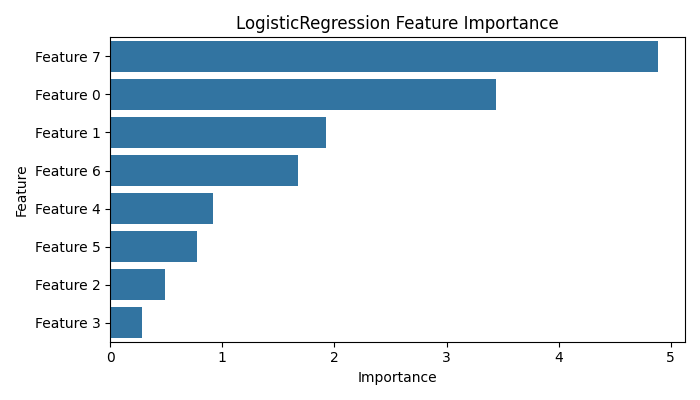 LogisticRegression Feature Importance
Feature
Feature 7
Feature 0
Feature 1
Feature 6
Feature 4
Feature 5
Feature 2
Feature 3
0 1 2 3 4 5
Importance